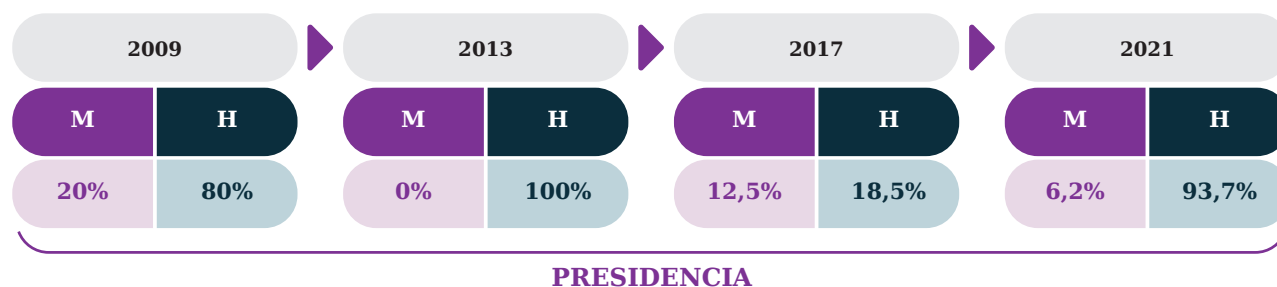 2009 2013 2017 2021
M H M H M H M H
20% 80% 0% 100% 12,5% 18,5% 6,2% 93,7%
PRESIDENCIA